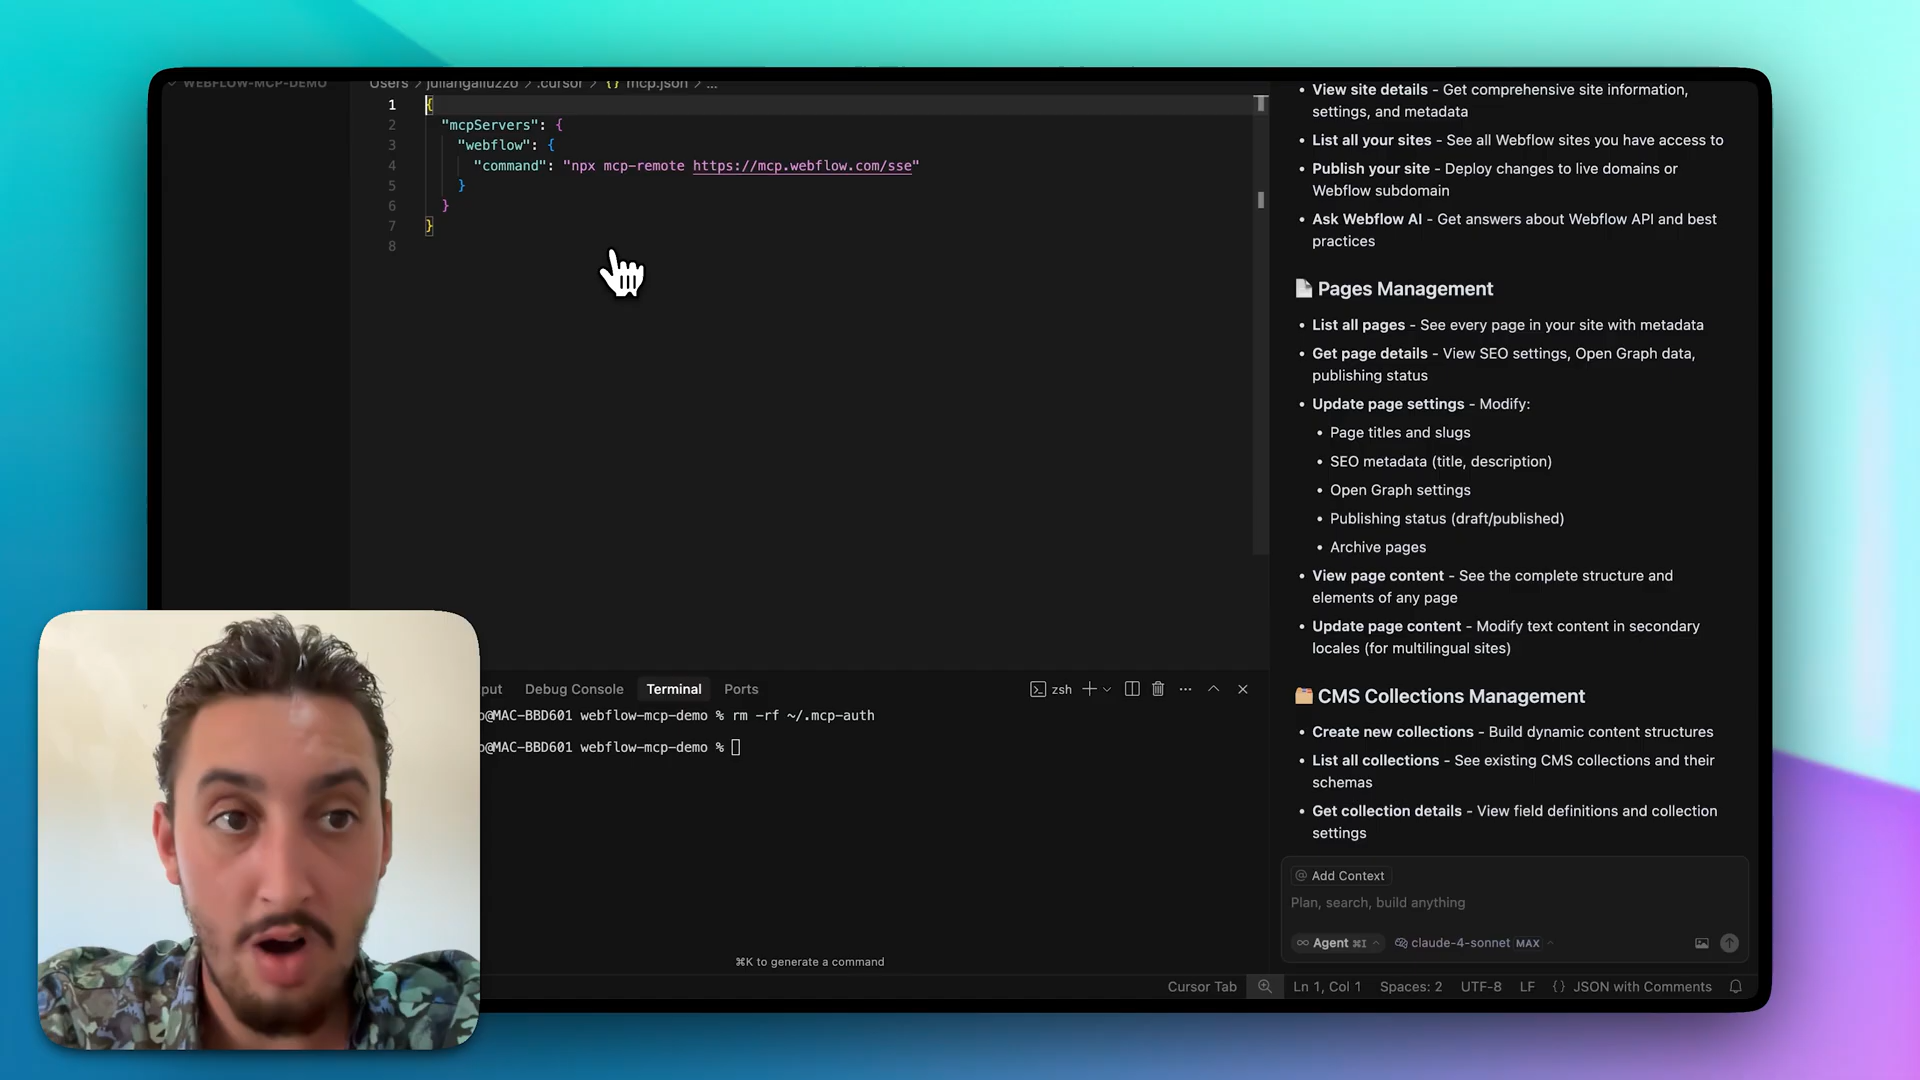 WEBFLOW-MCP-DEMO
Users > juliangalluzzo > .cursor > {} mcp.json > ...
1 {
2 "mcpServers": {
3 "webflow": {
4 "command": "npx mcp-remote https://mcp.webflow.com/sse"
5 }
6 }
7 }
8
put Debug Console Terminal Ports
zsh
o@MAC-BBD601 webflow-mcp-demo % rm -rf ~/.mcp-auth
o@MAC-BBD601 webflow-mcp-demo %
⌘K to generate a command
View site details - Get comprehensive site information,
settings, and metadata
List all your sites - See all Webflow sites you have access to
Publish your site - Deploy changes to live domains or
Webflow subdomain
Ask Webflow AI - Get answers about Webflow API and best
practices
Pages Management
List all pages - See every page in your site with metadata
Get page details - View SEO settings, Open Graph data,
publishing status
Update page settings - Modify:
Page titles and slugs
SEO metadata (title, description)
Open Graph settings
Publishing status (draft/published)
Archive pages
View page content - See the complete structure and
elements of any page
Update page content - Modify text content in secondary
locales (for multilingual sites)
CMS Collections Management
Create new collections - Build dynamic content structures
List all collections - See existing CMS collections and their
schemas
Get collection details - View field definitions and collection
settings
@ Add Context
Plan, search, build anything
∞ Agent ⌘I claude-4-sonnet MAX
Cursor Tab Ln 1, Col 1 Spaces: 2 UTF-8 LF {} JSON with Comments